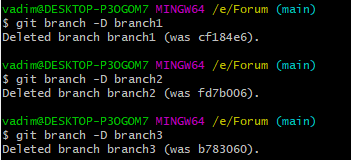 vadim@DESKTOP-P3OGOM7 MINGW64 /e/Forum (main)
$ git branch -D branch1
Deleted branch branch1 (was cf184e6).
vadim@DESKTOP-P3OGOM7 MINGW64 /e/Forum (main)
$ git branch -D branch2
Deleted branch branch2 (was fd7b006).
vadim@DESKTOP-P3OGOM7 MINGW64 /e/Forum (main)
$ git branch -D branch3
Deleted branch branch3 (was b783060).